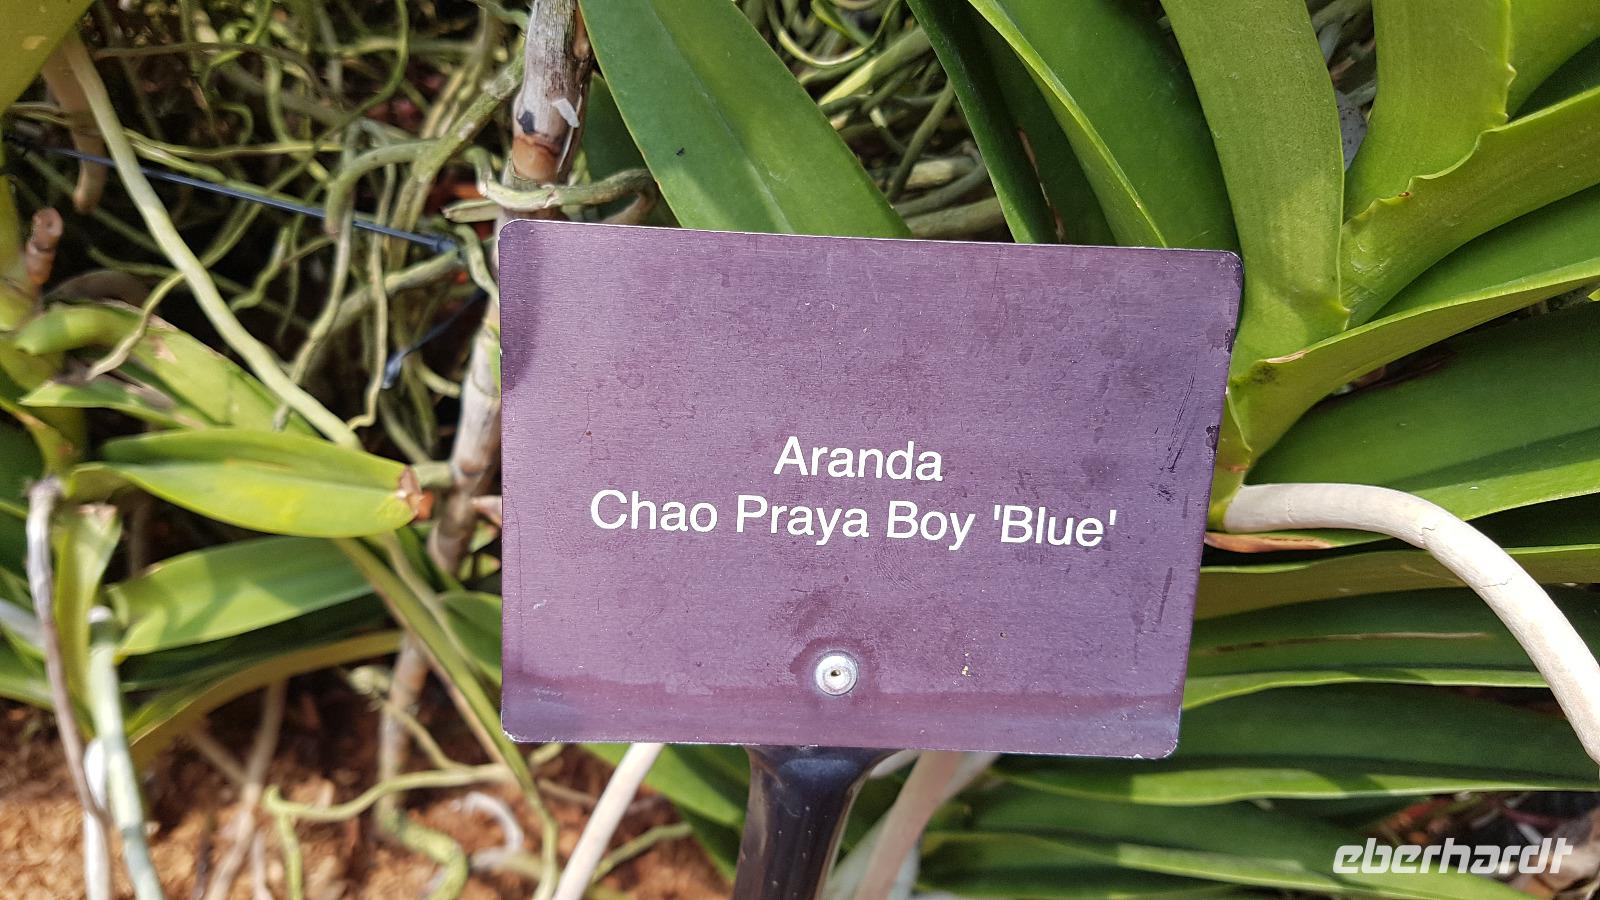 Aranda
Chao Praya Boy 'Blue'
eberhardt